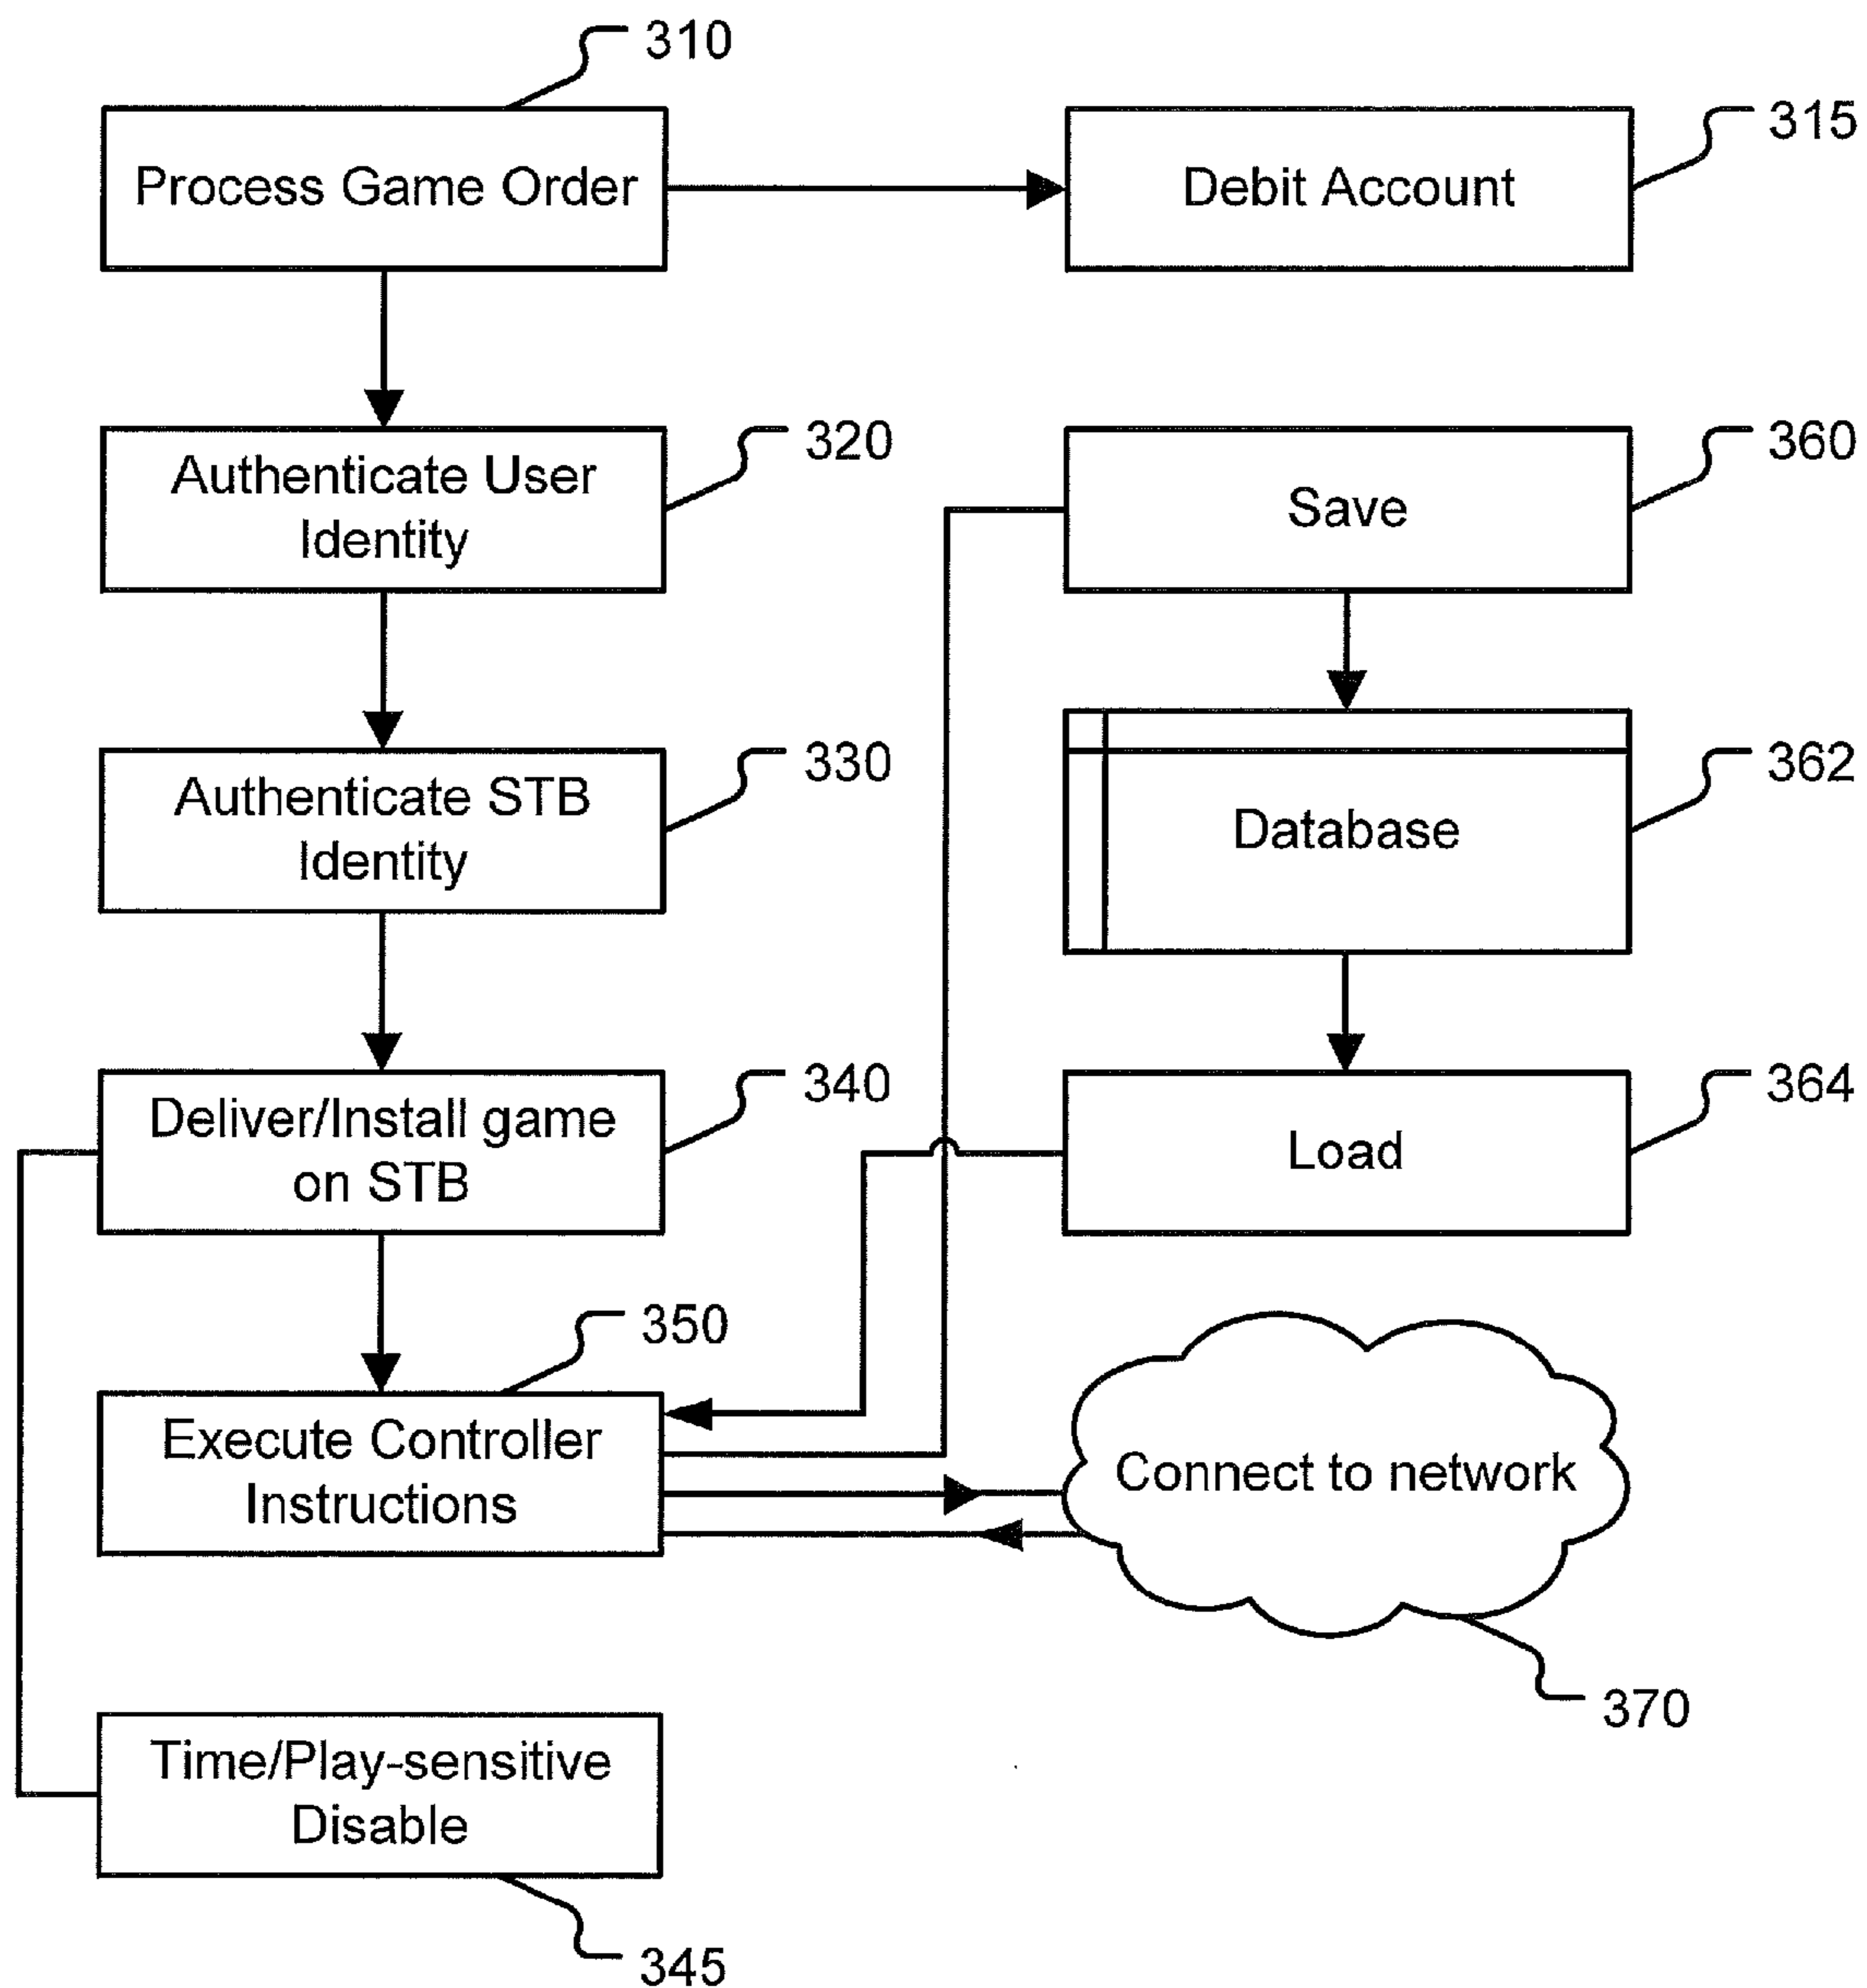 310
Process Game Order
315
Debit Account
320
Authenticate User
Identity
360
Save
330
Authenticate STB
Identity
362
Database
340
Deliver/Install game
on STB
364
Load
350
Execute Controller
Instructions
Connect to network
370
Time/Play-sensitive
Disable
345